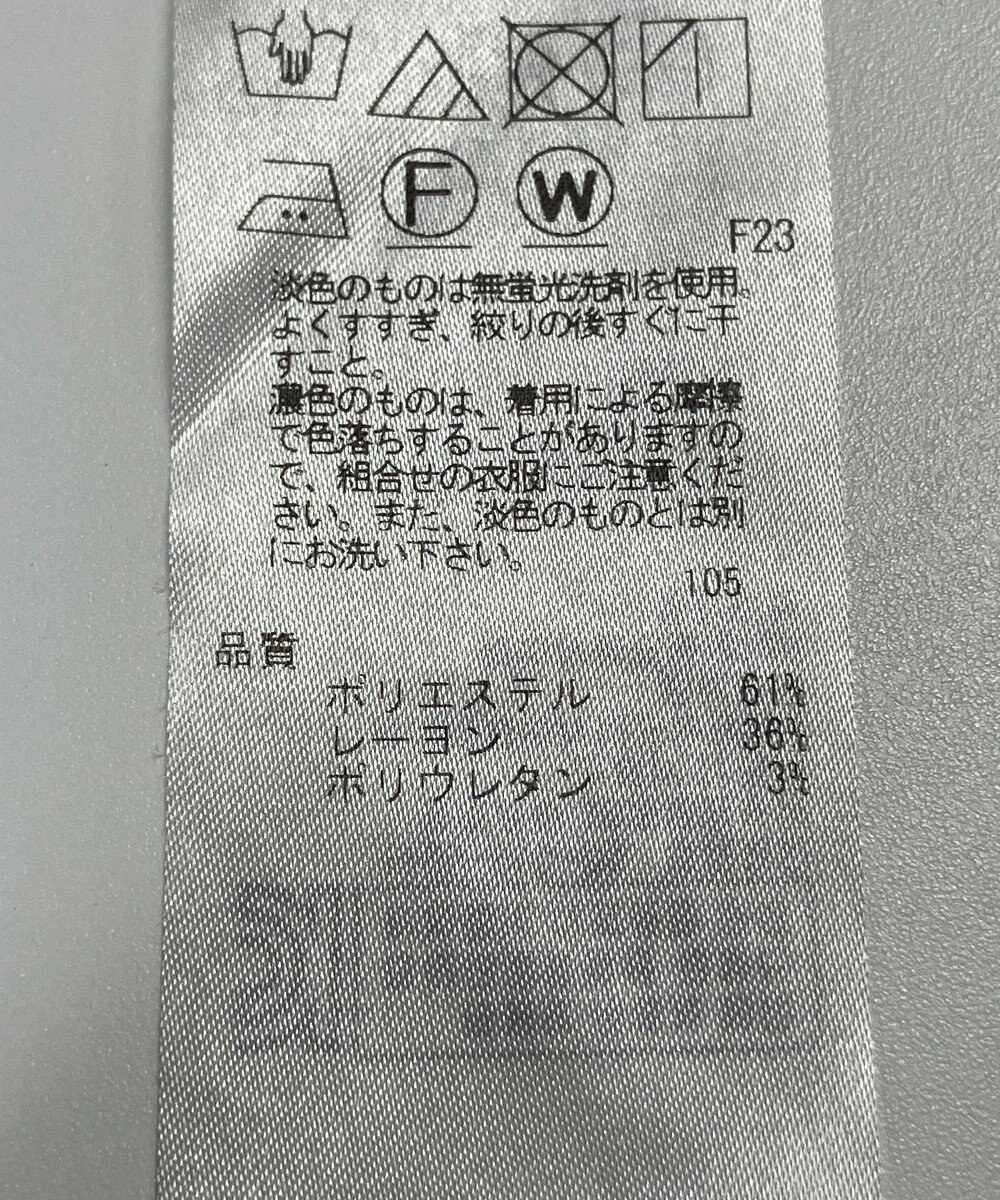 F
W
F23
淡色のものは無蛍光洗剤を使用。
よくすすぎ、絞りの後すぐに干
すこと。
濃色のものは、着用による摩擦
で色落ちすることがありますの
で、組合せの衣服にご注意くだ
さい。また、淡色のものとは別
にお洗い下さい。
105
品質
ポリエステル 61%
レーヨン 36%
ポリウレタン 3%